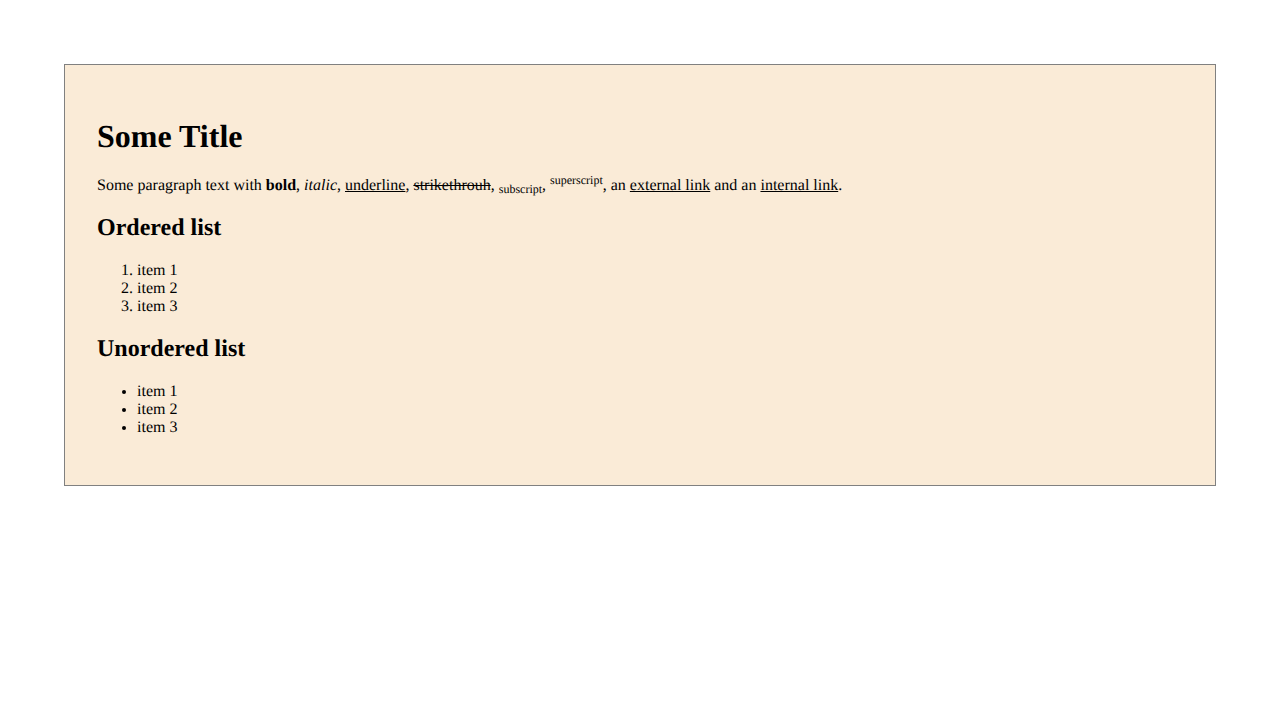 Some Title
Some paragraph text with bold, italic, underline, strikethrouh, subscript, superscript, an external link and an internal link.
Ordered list
1. item 1
2. item 2
3. item 3
Unordered list
• item 1
• item 2
• item 3